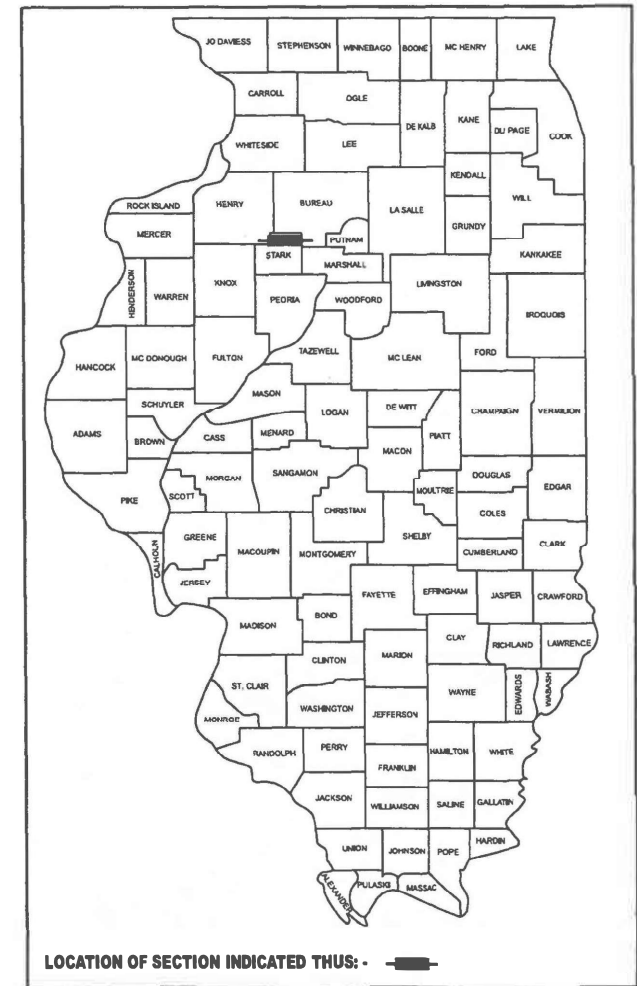 JO DAVIESS STEPHENSON WINNEBAGO BOONE MC HENRY LAKE
CARROLL OGLE DE KALB KANE DU PAGE COOK
WHITESIDE LEE KENDALL WILL
ROCK ISLAND HENRY BUREAU LA SALLE GRUNDY
MERCER STARK PUTNAM MARSHALL KANKAKEE
HENDERSON WARREN KNOX PEORIA WOODFORD LIVINGSTON IROQUOIS
HANCOCK MC DONOUGH FULTON TAZEWELL MC LEAN FORD
SCHUYLER MASON LOGAN DE WITT CHAMPAIGN VERMILION
ADAMS BROWN CASS MENARD MACON PIATT
PIKE SCOTT MORGAN SANGAMON CHRISTIAN MOULTRIE DOUGLAS EDGAR
COLES
CALHOUN GREENE MACOUPIN MONTGOMERY SHELBY CUMBERLAND CLARK
JERSEY FAYETTE EFFINGHAM JASPER CRAWFORD
MADISON BOND CLAY RICHLAND LAWRENCE
CLINTON MARION
ST. CLAIR WASHINGTON JEFFERSON WAYNE EDWARDS WABASH
MONROE
RANDOLPH PERRY FRANKLIN HAMILTON WHITE
JACKSON WILLIAMSON SALINE GALLATIN
UNION JOHNSON POPE HARDIN
ALEXANDER PULASKI MASSAC
LOCATION OF SECTION INDICATED THUS: -